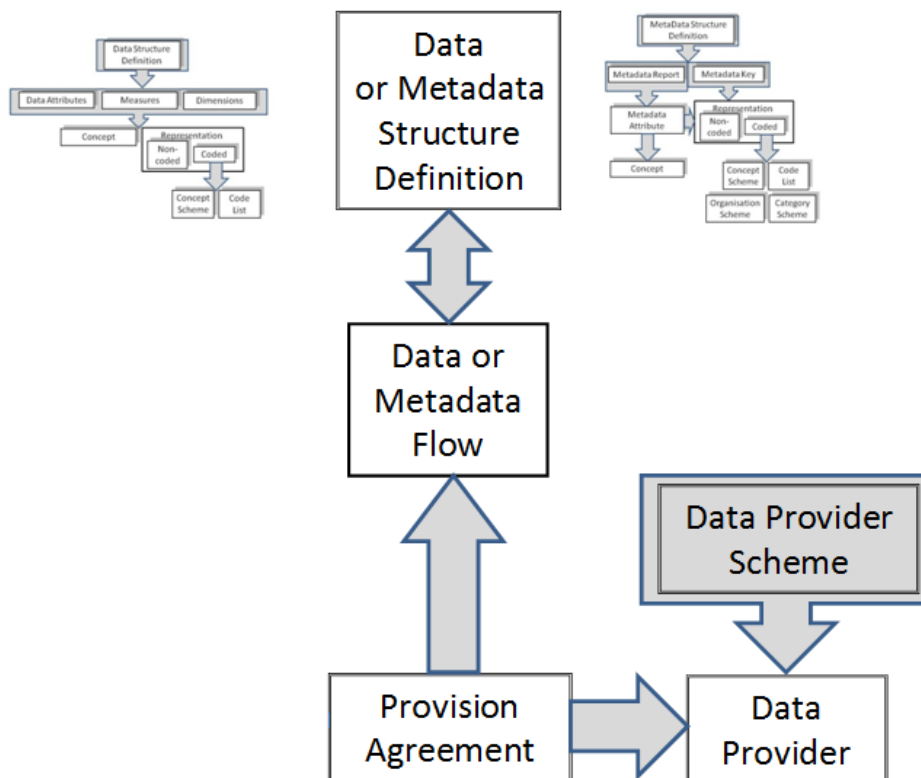 Data Structure
Definition
Data Attributes
Measures
Dimensions
Concept
Representation
Non-
coded
Coded
Concept
Scheme
Code
List
Data
or Metadata
Structure
Definition
MetaData Structure
Definition
Metadata Report
Metadata Key
Metadata
Attribute
Representation
Non-
coded
Coded
Concept
Concept
Scheme
Code
List
Organisation
Scheme
Category
Scheme
Data or
Metadata
Flow
Data Provider
Scheme
Provision
Agreement
Data
Provider